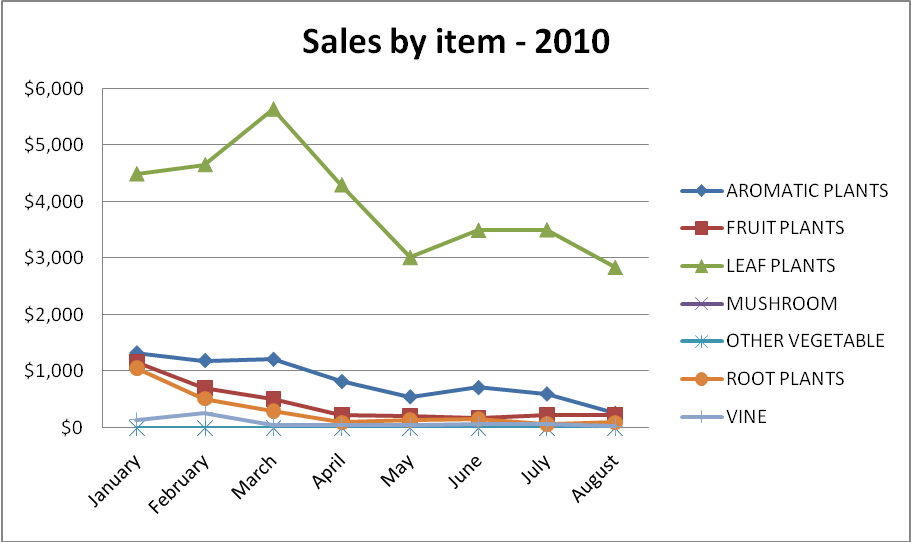 Sales by item - 2010
$6,000
$5,000
$4,000
$3,000
$2,000
$1,000
$0
January
February
March
April
May
June
July
August
AROMATIC PLANTS
FRUIT PLANTS
LEAF PLANTS
MUSHROOM
OTHER VEGETABLE
ROOT PLANTS
VINE